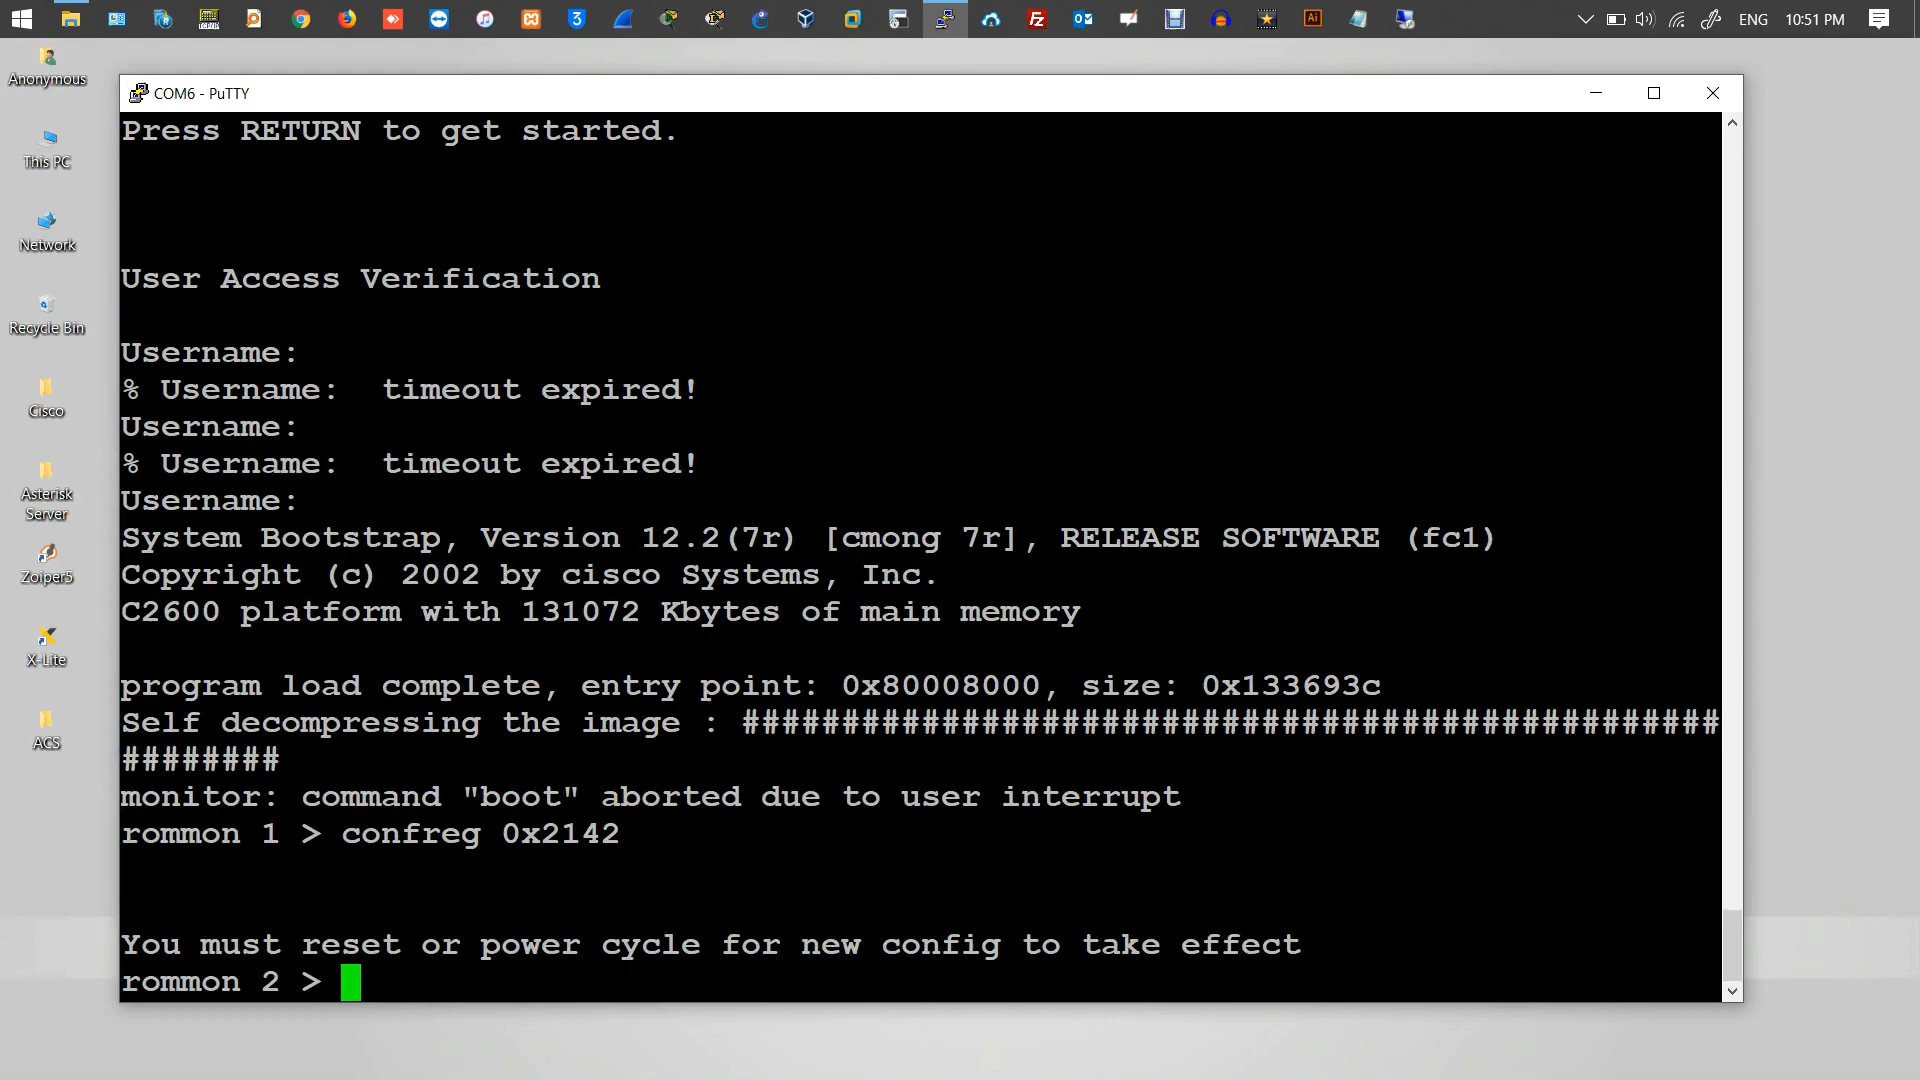 ENG
10:51 PM
Anonymous
This PC
Network
Recycle Bin
Cisco
Asterisk
Server
Zoiper5
X-Lite
ACS
COM6 - PuTTY
Press RETURN to get started.
User Access Verification
Username:
% Username:  timeout expired!
Username:
% Username:  timeout expired!
Username:
System Bootstrap, Version 12.2(7r) [cmong 7r], RELEASE SOFTWARE (fc1)
Copyright (c) 2002 by cisco Systems, Inc.
C2600 platform with 131072 Kbytes of main memory
program load complete, entry point: 0x80008000, size: 0x133693c
Self decompressing the image : #################################################
########
monitor: command "boot" aborted due to user interrupt
rommon 1 > confreg 0x2142
You must reset or power cycle for new config to take effect
rommon 2 >